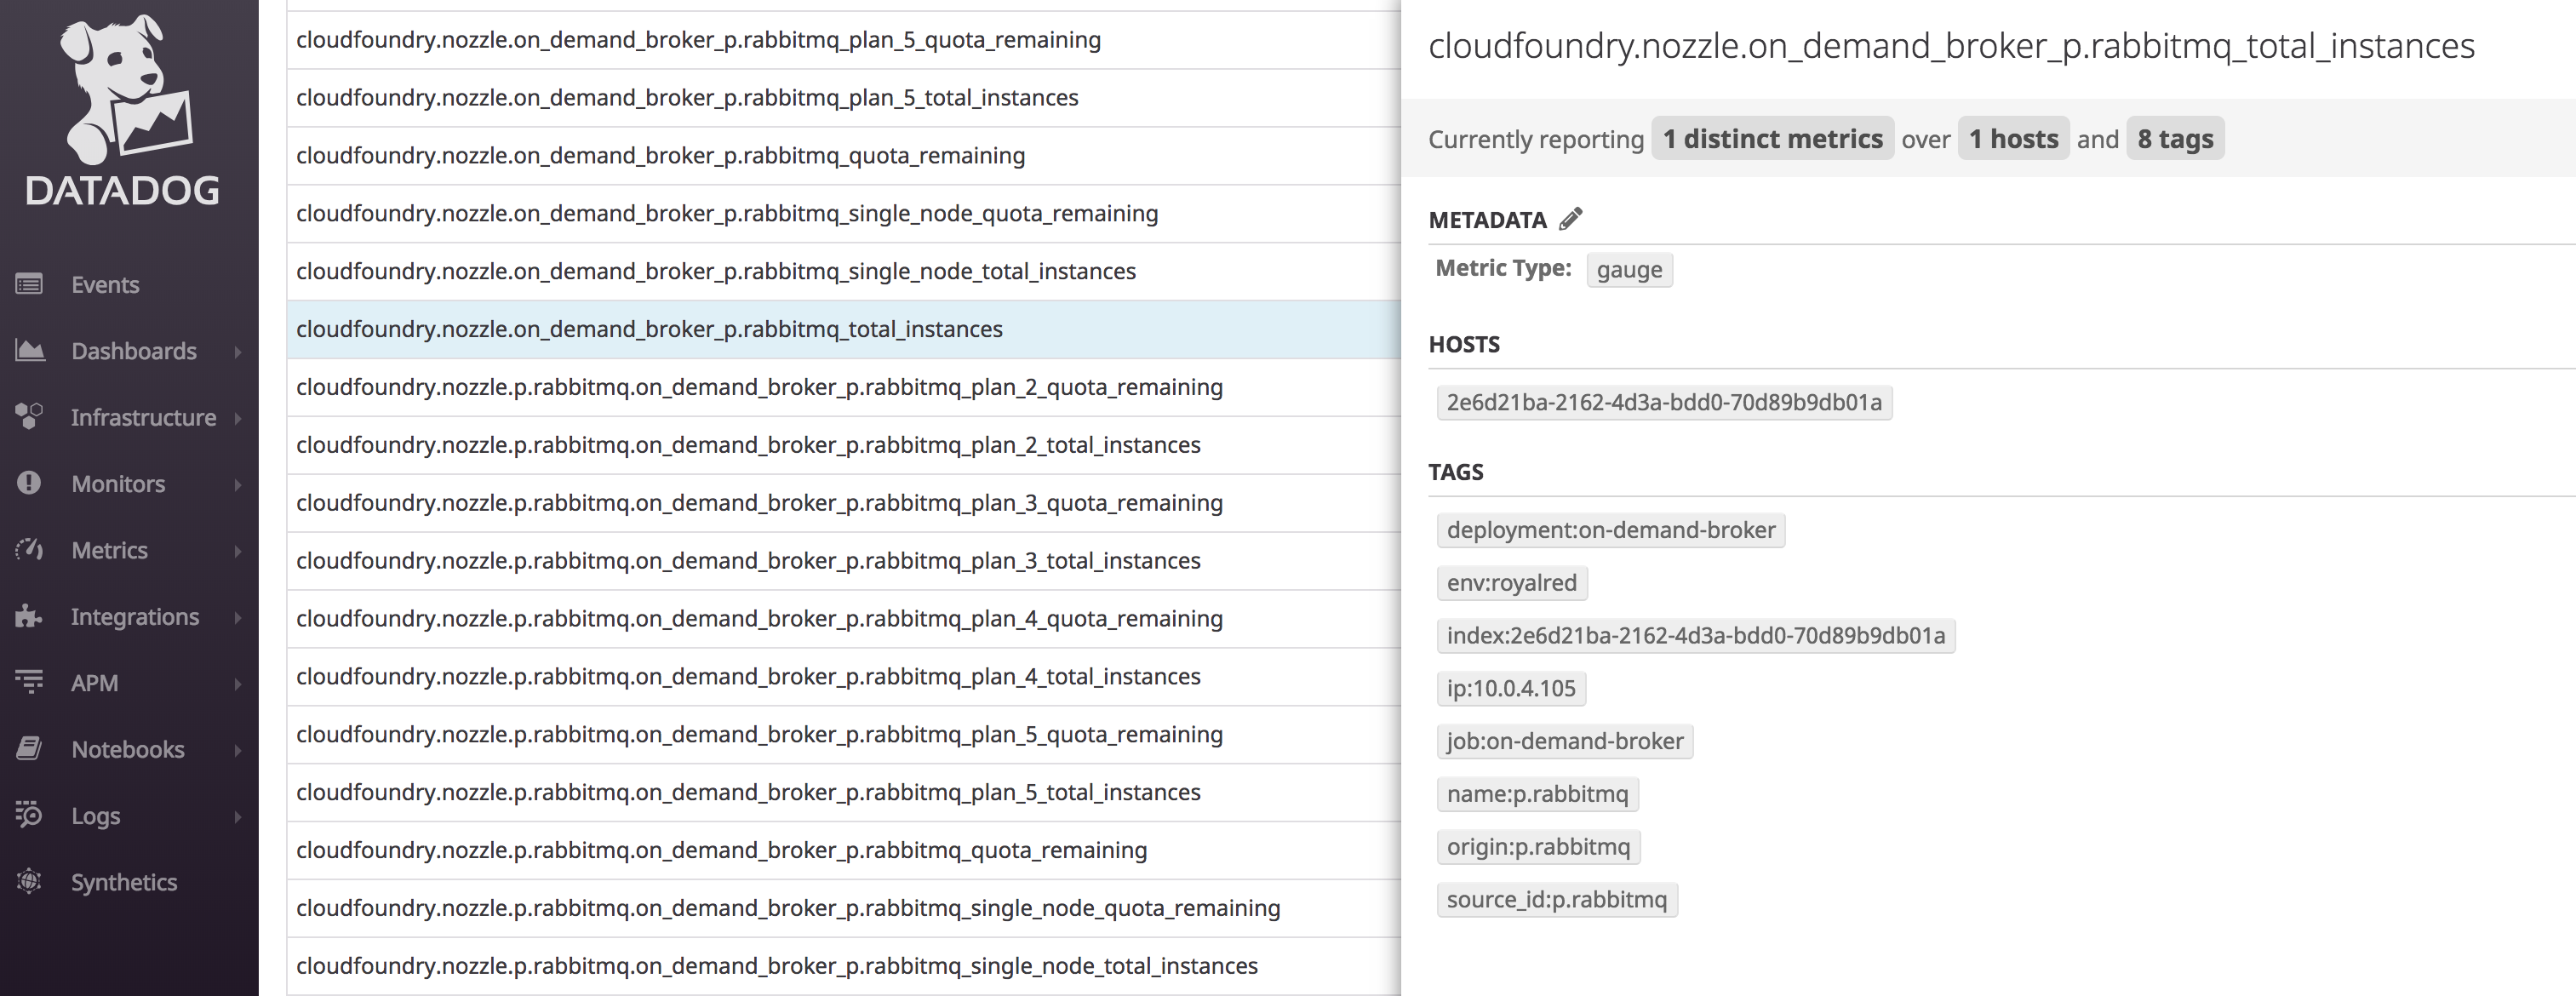 DATADOG
Events
Dashboards
Infrastructure
Monitors
Metrics
Integrations
APM
Notebooks
Logs
Synthetics
cloudfoundry.nozzle.on_demand_broker_p.rabbitmq_plan_5_quota_remaining
cloudfoundry.nozzle.on_demand_broker_p.rabbitmq_plan_5_total_instances
cloudfoundry.nozzle.on_demand_broker_p.rabbitmq_quota_remaining
cloudfoundry.nozzle.on_demand_broker_p.rabbitmq_single_node_quota_remaining
cloudfoundry.nozzle.on_demand_broker_p.rabbitmq_single_node_total_instances
cloudfoundry.nozzle.on_demand_broker_p.rabbitmq_total_instances
cloudfoundry.nozzle.p.rabbitmq.on_demand_broker_p.rabbitmq_plan_2_quota_remaining
cloudfoundry.nozzle.p.rabbitmq.on_demand_broker_p.rabbitmq_plan_2_total_instances
cloudfoundry.nozzle.p.rabbitmq.on_demand_broker_p.rabbitmq_plan_3_quota_remaining
cloudfoundry.nozzle.p.rabbitmq.on_demand_broker_p.rabbitmq_plan_3_total_instances
cloudfoundry.nozzle.p.rabbitmq.on_demand_broker_p.rabbitmq_plan_4_quota_remaining
cloudfoundry.nozzle.p.rabbitmq.on_demand_broker_p.rabbitmq_plan_4_total_instances
cloudfoundry.nozzle.p.rabbitmq.on_demand_broker_p.rabbitmq_plan_5_quota_remaining
cloudfoundry.nozzle.p.rabbitmq.on_demand_broker_p.rabbitmq_plan_5_total_instances
cloudfoundry.nozzle.p.rabbitmq.on_demand_broker_p.rabbitmq_quota_remaining
cloudfoundry.nozzle.p.rabbitmq.on_demand_broker_p.rabbitmq_single_node_quota_remaining
cloudfoundry.nozzle.p.rabbitmq.on_demand_broker_p.rabbitmq_single_node_total_instances
cloudfoundry.nozzle.on_demand_broker_p.rabbitmq_total_instances
Currently reporting 1 distinct metrics over 1 hosts and 8 tags
METADATA
Metric Type: gauge
HOSTS
2e6d21ba-2162-4d3a-bdd0-70d89b9db01a
TAGS
deployment:on-demand-broker
env:royalred
index:2e6d21ba-2162-4d3a-bdd0-70d89b9db01a
ip:10.0.4.105
job:on-demand-broker
name:p.rabbitmq
origin:p.rabbitmq
source_id:p.rabbitmq